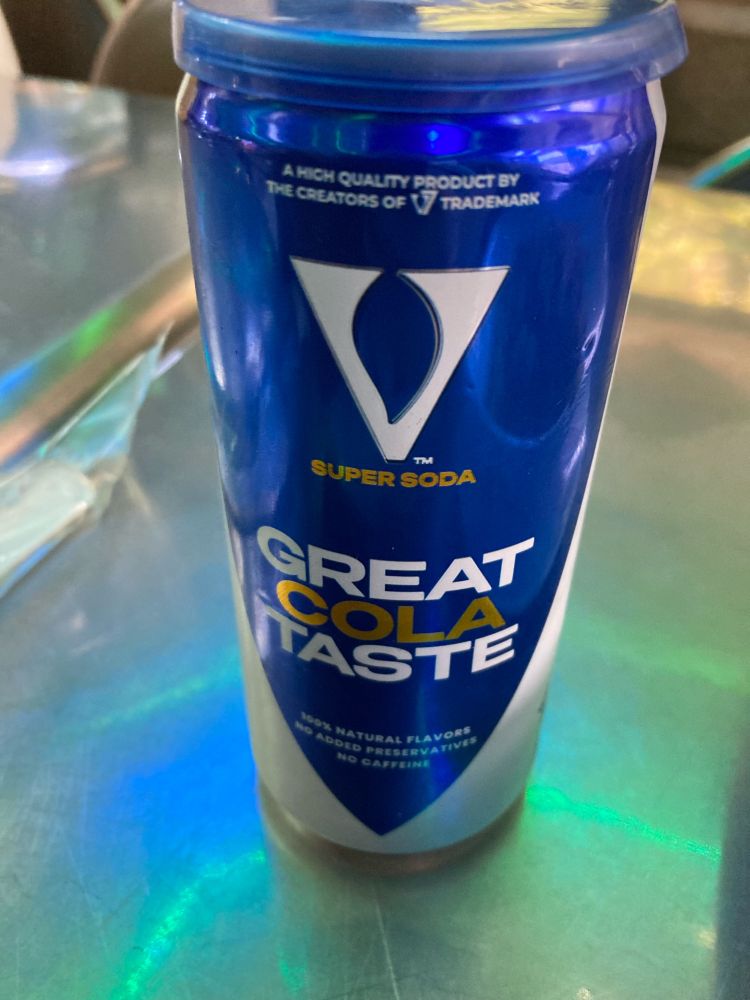 A HIGH QUALITY PRODUCT BY
THE CREATORS OF V TRADEMARK
V
TM
SUPER SODA
GREAT
COLA
TASTE
100% NATURAL FLAVORS
NO ADDED PRESERVATIVES
NO CAFFEINE